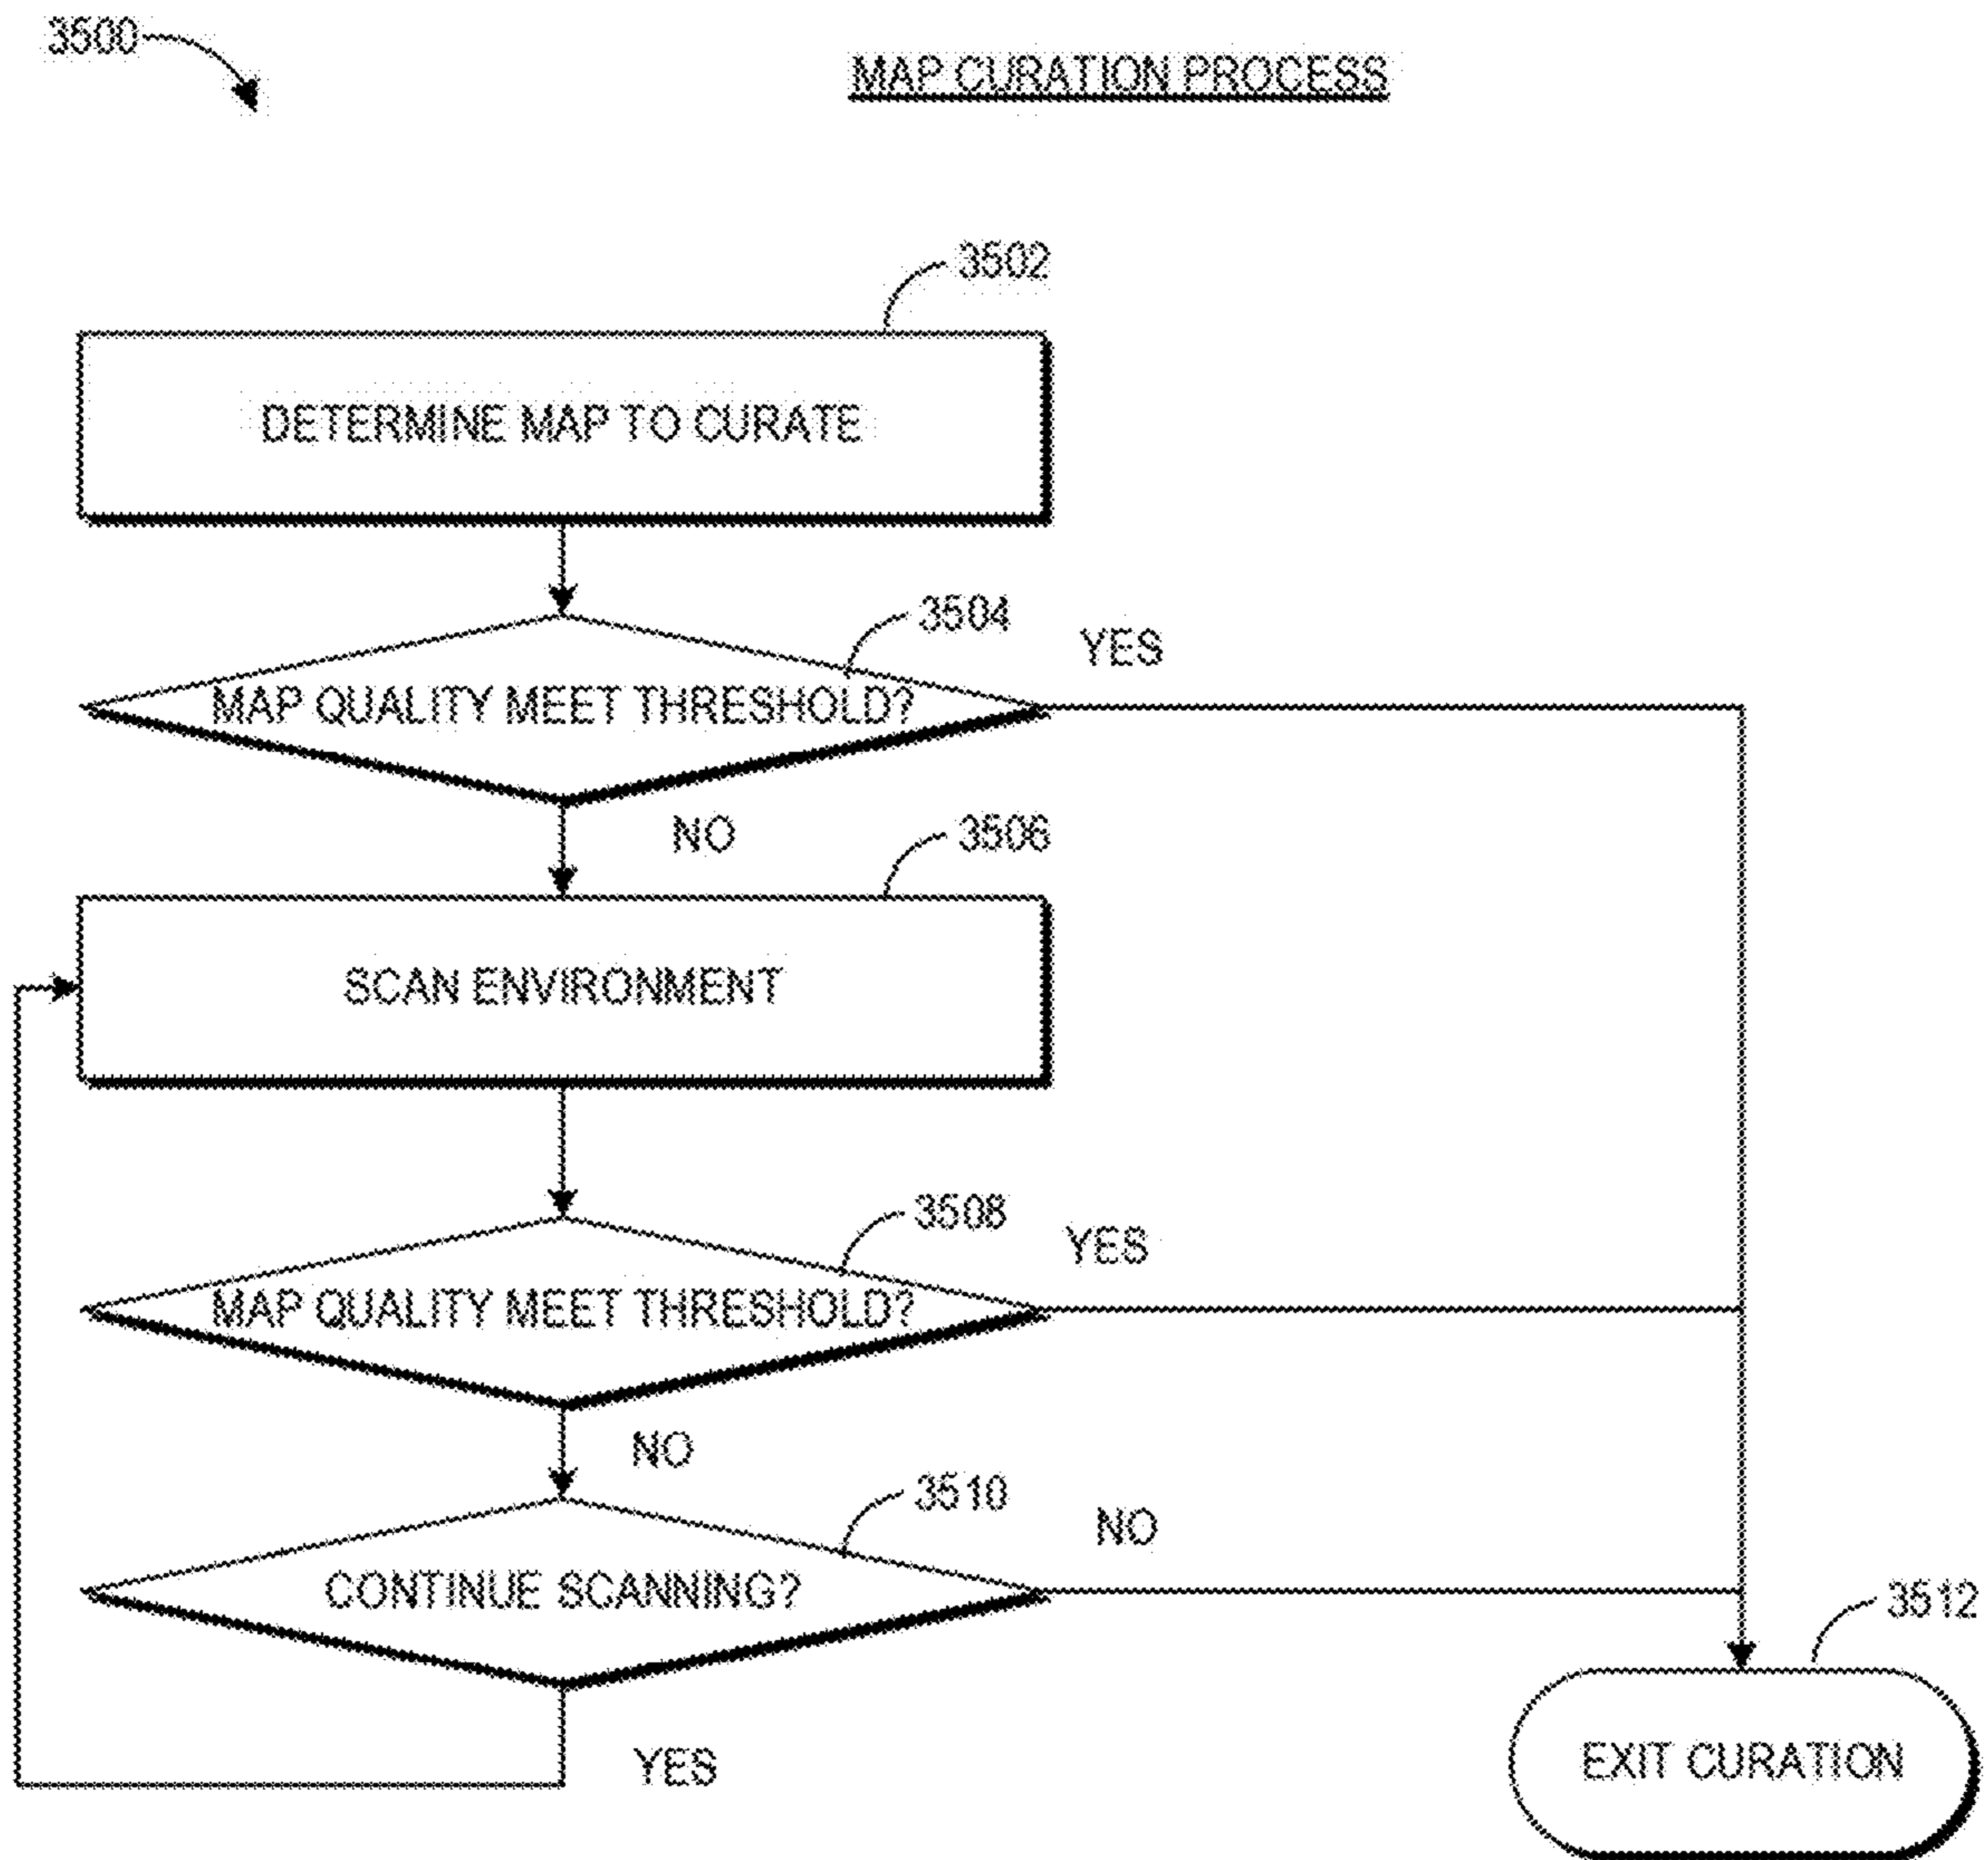 3500
MAP CURATION PROCESS
3502
DETERMINE MAP TO CURATE
3504
YES
MAP QUALITY MEET THRESHOLD?
NO
3506
SCAN ENVIRONMENT
3508
YES
MAP QUALITY MEET THRESHOLD?
NO
3510
NO
CONTINUE SCANNING?
3512
YES
EXIT CURATION